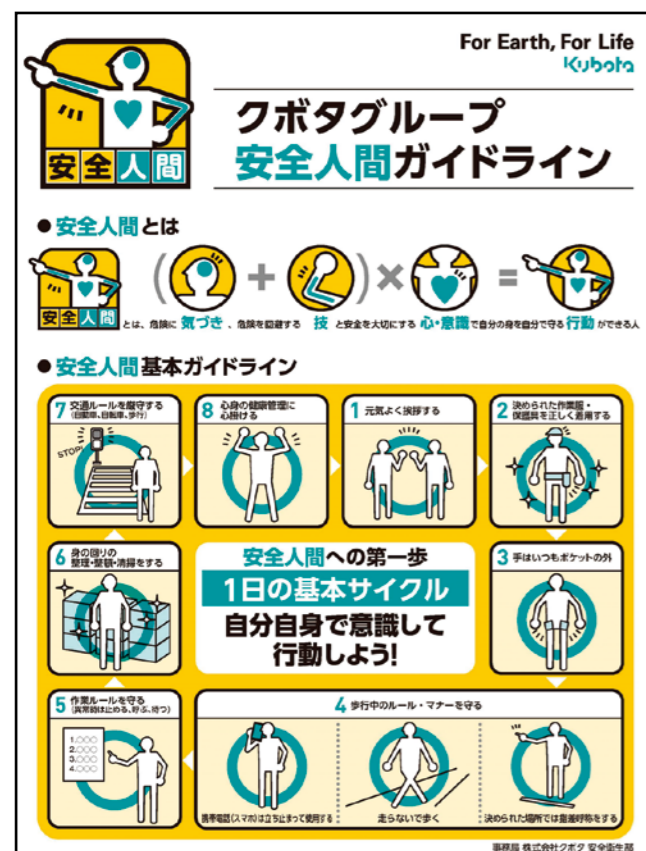 For Earth, For Life
Kubota
クボタグループ
安全人間ガイドライン
安全人間
●安全人間とは
安全人間
( + ) × =
とは、危険に 気づき 、危険を回避する 技 と安全を大切にする 心・意識 で自分の身を自分で守る 行動 ができる人
●安全人間基本ガイドライン
7 交通ルールを厳守する
(自動車、自転車、歩行)
STOP!
8 心身の健康管理に
心掛ける
1 元気よく挨拶する
2 決められた作業服・
保護具を正しく着用する
6 身の回りの
整理・整頓・清掃をする
安全人間への第一歩
1日の基本サイクル
自分自身で意識して
行動しよう!
3 手はいつもポケットの外
5 作業ルールを守る
(異常時は止める、呼ぶ、待つ)
1.○○○
2.○○○
3.○○○
4.○○○
4 歩行中のルール・マナーを守る
携帯電話(スマホ)は立ち止まって使用する
走らないで歩く
決められた場所では指差呼称をする
事務局 株式会社クボタ 安全衛生部